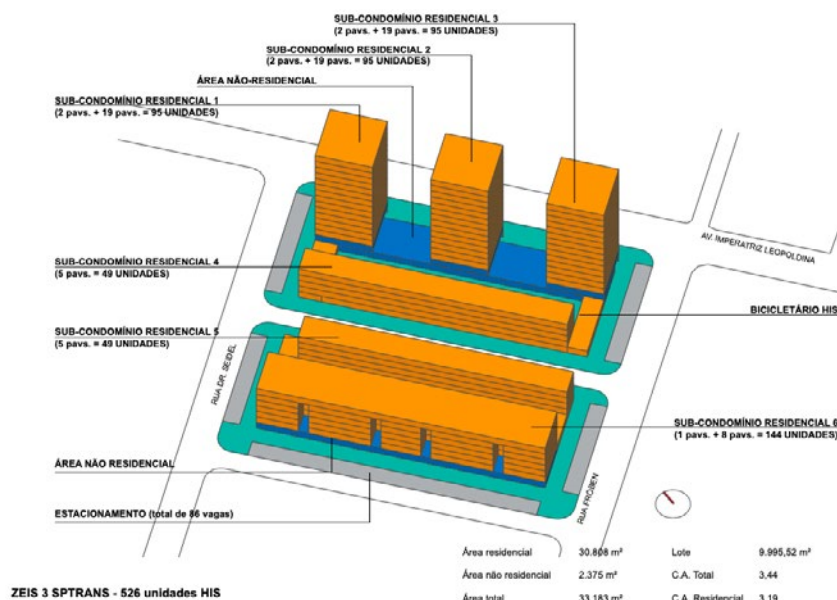 SUB-CONDOMÍNIO RESIDENCIAL 3
(2 pavs. + 19 pavs. = 95 UNIDADES)
SUB-CONDOMÍNIO RESIDENCIAL 2
(2 pavs. + 19 pavs. = 95 UNIDADES)
ÁREA NÃO-RESIDENCIAL
SUB-CONDOMÍNIO RESIDENCIAL 1
(2 pavs. + 19 pavs. = 95 UNIDADES)
AV. IMPERATRIZ LEOPOLDINA
SUB-CONDOMÍNIO RESIDENCIAL 4
(5 pavs. = 49 UNIDADES)
BICICLETÁRIO HIS
SUB-CONDOMÍNIO RESIDENCIAL 5
(5 pavs. = 49 UNIDADES)
RUA DR. SEIDEL
SUB-CONDOMÍNIO RESIDENCIAL 6
(1 pavs. + 8 pavs. = 144 UNIDADES)
ÁREA NÃO RESIDENCIAL
RUA FROBEN
ESTACIONAMENTO (total de 86 vagas)
Área residencial 30.808 m² Lote 9.995,52 m²
Área não residencial 2.375 m² C.A. Total 3,44
Área total 33.183 m² C.A. Residencial 3,19
ZEIS 3 SPTRANS - 526 unidades HIS